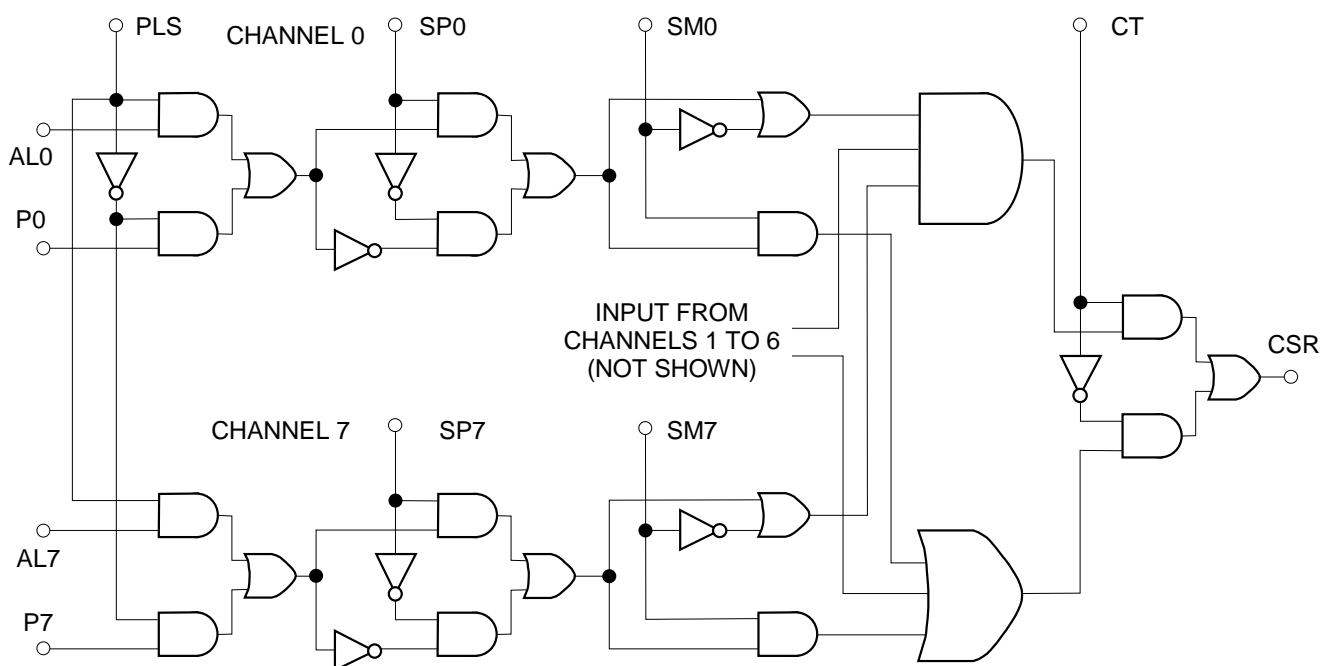 PLS
CHANNEL 0
SP0
SM0
CT
AL0
P0
INPUT FROM
CHANNELS 1 TO 6
(NOT SHOWN)
CSR
CHANNEL 7
SP7
SM7
AL7
P7